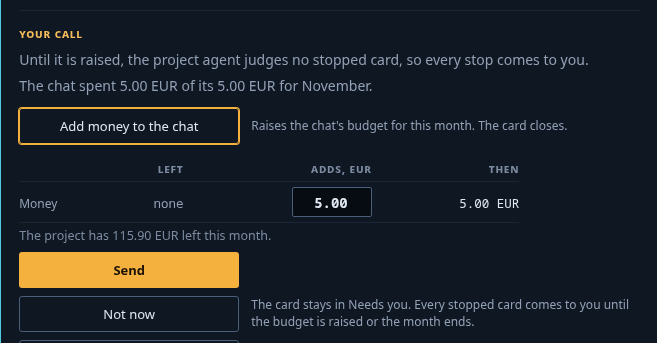 YOUR CALL
Until it is raised, the project agent judges no stopped card, so every stop comes to you.
The chat spent 5.00 EUR of its 5.00 EUR for November.
Add money to the chat
Raises the chat's budget for this month. The card closes.
LEFT ADDS, EUR THEN
Money none 5.00 5.00 EUR
The project has 115.90 EUR left this month.
Send
Not now
The card stays in Needs you. Every stopped card comes to you until
the budget is raised or the month ends.